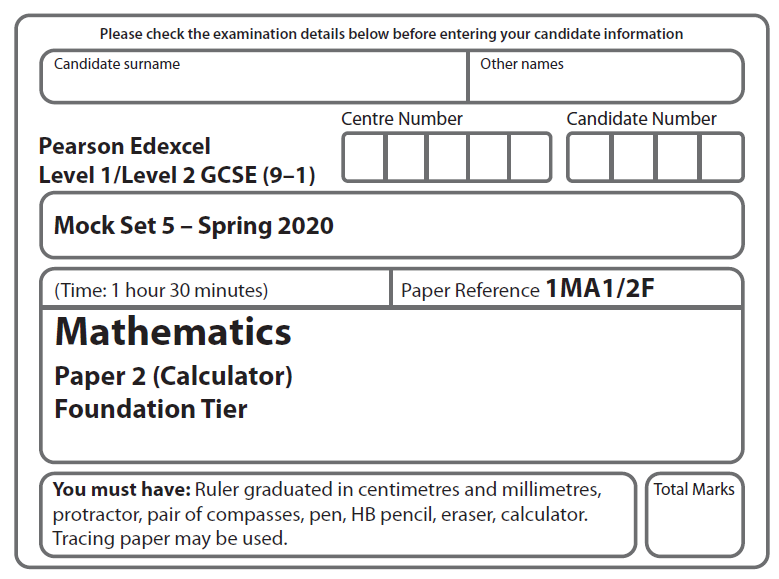 Please check the examination details below before entering your candidate information
Candidate surname
Other names
Centre Number
Candidate Number
Pearson Edexcel
Level 1/Level 2 GCSE (9–1)
Mock Set 5 – Spring 2020
(Time: 1 hour 30 minutes)
Paper Reference 1MA1/2F
Mathematics
Paper 2 (Calculator)
Foundation Tier
You must have: Ruler graduated in centimetres and millimetres,
protractor, pair of compasses, pen, HB pencil, eraser, calculator.
Tracing paper may be used.
Total Marks